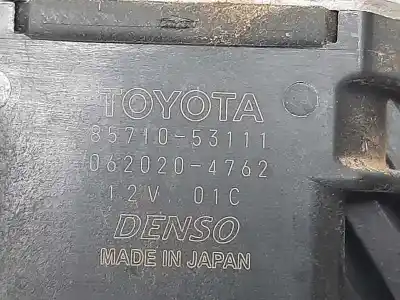 TOYOTA
85710-53111
062020-4762
12V. 01C
DENSO
MADE IN JAPAN